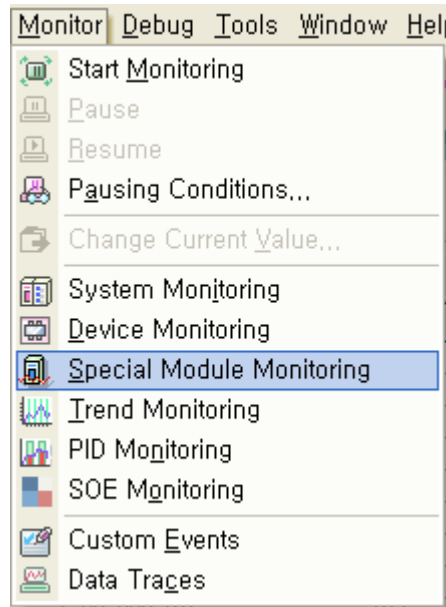 Monitor Debug Tools Window Help
Start Monitoring
Pause
Resume
Pausing Conditions...
Change Current Value...
System Monitoring
Device Monitoring
Special Module Monitoring
Trend Monitoring
PID Monitoring
SOE Monitoring
Custom Events
Data Traces